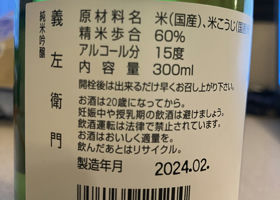 純米吟醸
義左衛門
原材料名 米(国産)、米こうじ(国産
精米歩合 60%
アルコール分 15度
内容量 300ml
開栓後は出来るだけ早くお召し上がり下さい。
お酒は20歳になってから。
妊娠中や授乳期の飲酒は避けましょう。
飲酒運転は法律で禁止されています。
お酒はおいしく適量を。
飲んだあとはリサイクル。
製造年月 2024.02.